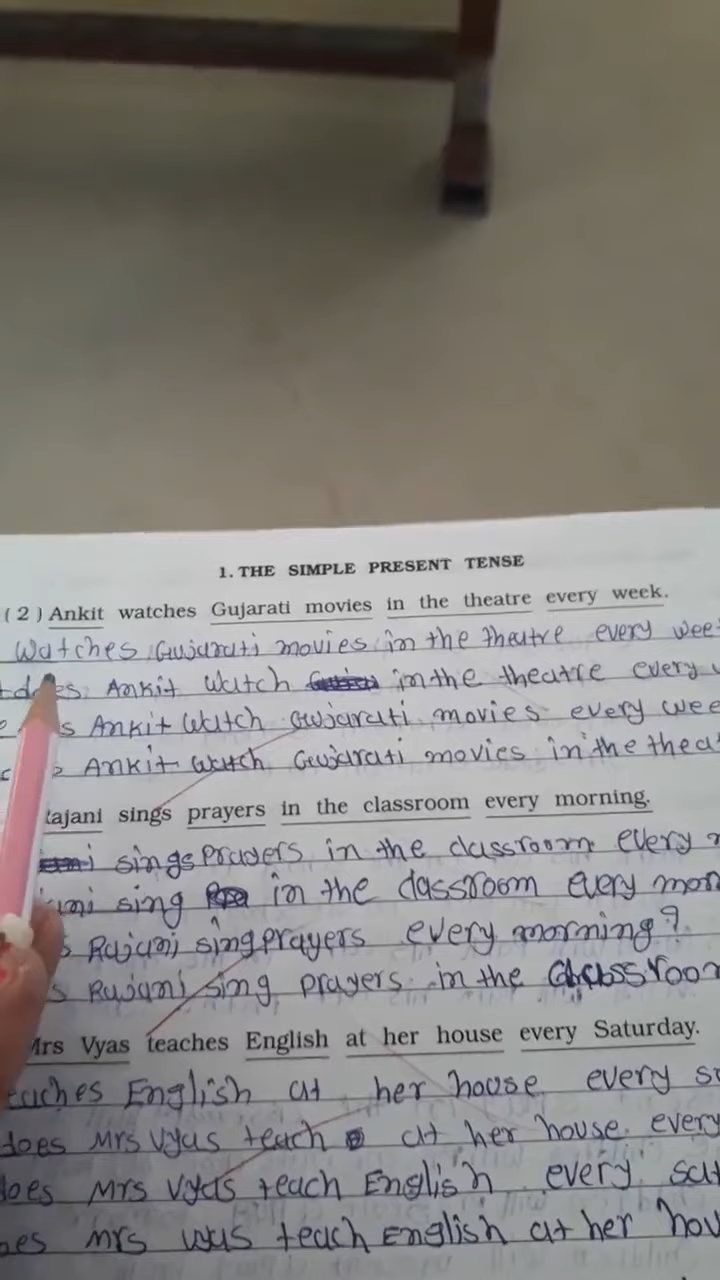 1. THE SIMPLE PRESENT TENSE
( 2 ) Ankit watches Gujarati movies in the theatre every week.
watches Gujarati movies in the theatre every
does Ankit watch in the theatre every
Ankit watch Gujarati movies every
Ankit watch Gujarati movies in the
ajani sings prayers in the classroom every morning.
sings prayers in the classroom every
sing in the classroom every
Rajani sing prayers every morning?
Rajani sing prayers in the classroom
Mrs Vyas teaches English at her house every Saturday.
English at her house every
does Mrs Vyas teach at her house every
does Mrs Vyas teach English every
mrs teach English at her